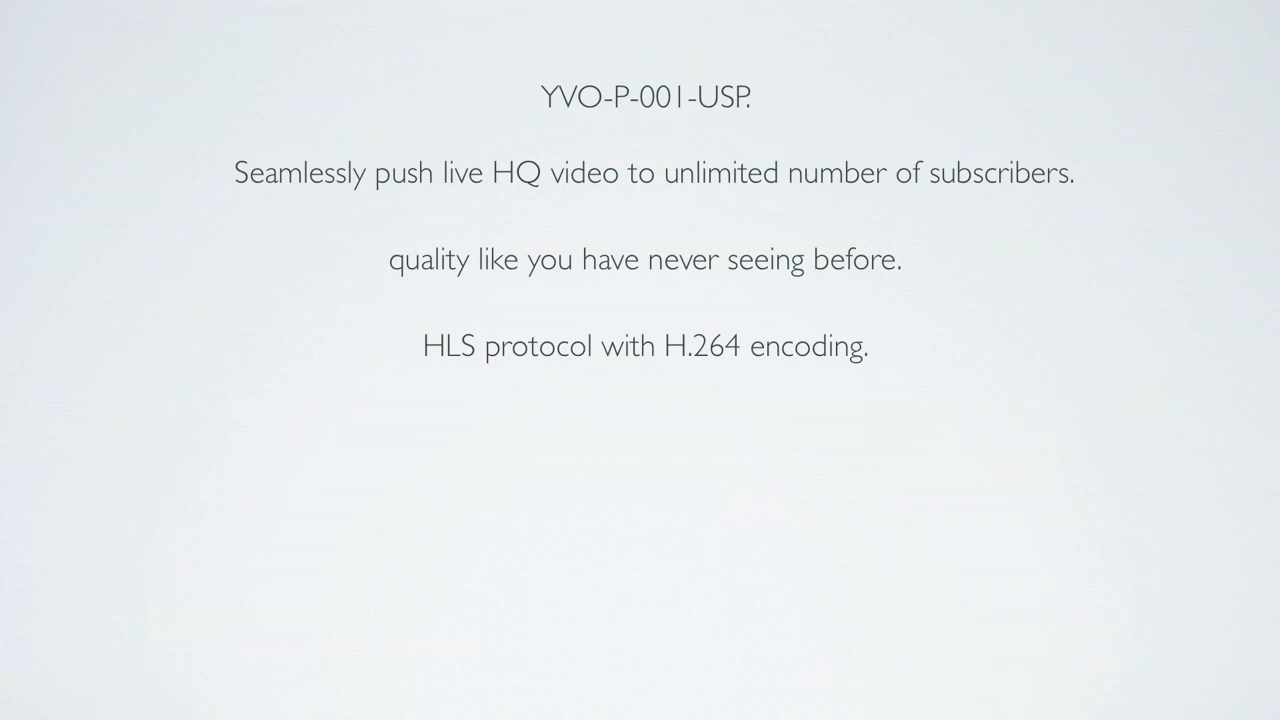 YVO-P-001-USP.
Seamlessly push live HQ video to unlimited number of subscribers.
quality like you have never seeing before.
HLS protocol with H.264 encoding.